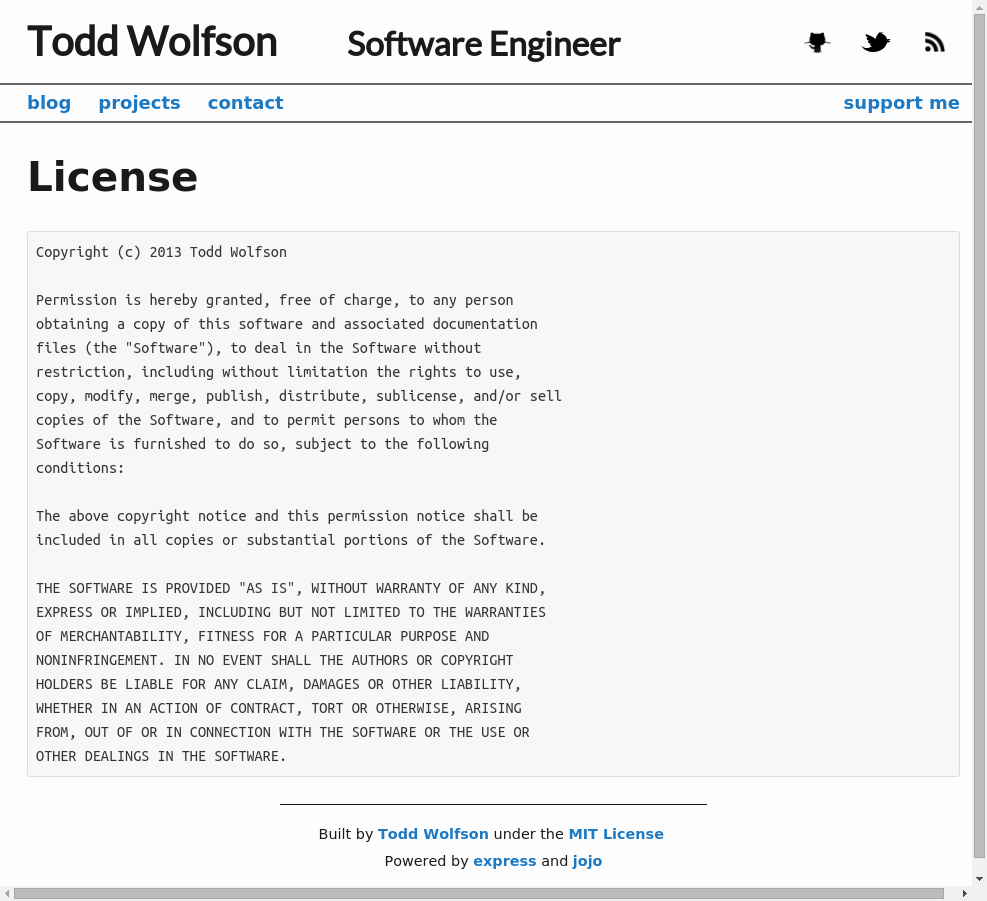 Todd Wolfson Software Engineer
blog projects contact support me
License
Copyright (c) 2013 Todd Wolfson
Permission is hereby granted, free of charge, to any person
obtaining a copy of this software and associated documentation
files (the "Software"), to deal in the Software without
restriction, including without limitation the rights to use,
copy, modify, merge, publish, distribute, sublicense, and/or sell
copies of the Software, and to permit persons to whom the
Software is furnished to do so, subject to the following
conditions:
The above copyright notice and this permission notice shall be
included in all copies or substantial portions of the Software.
THE SOFTWARE IS PROVIDED "AS IS", WITHOUT WARRANTY OF ANY KIND,
EXPRESS OR IMPLIED, INCLUDING BUT NOT LIMITED TO THE WARRANTIES
OF MERCHANTABILITY, FITNESS FOR A PARTICULAR PURPOSE AND
NONINFRINGEMENT. IN NO EVENT SHALL THE AUTHORS OR COPYRIGHT
HOLDERS BE LIABLE FOR ANY CLAIM, DAMAGES OR OTHER LIABILITY,
WHETHER IN AN ACTION OF CONTRACT, TORT OR OTHERWISE, ARISING
FROM, OUT OF OR IN CONNECTION WITH THE SOFTWARE OR THE USE OR
OTHER DEALINGS IN THE SOFTWARE.
Built by Todd Wolfson under the MIT License
Powered by express and jojo